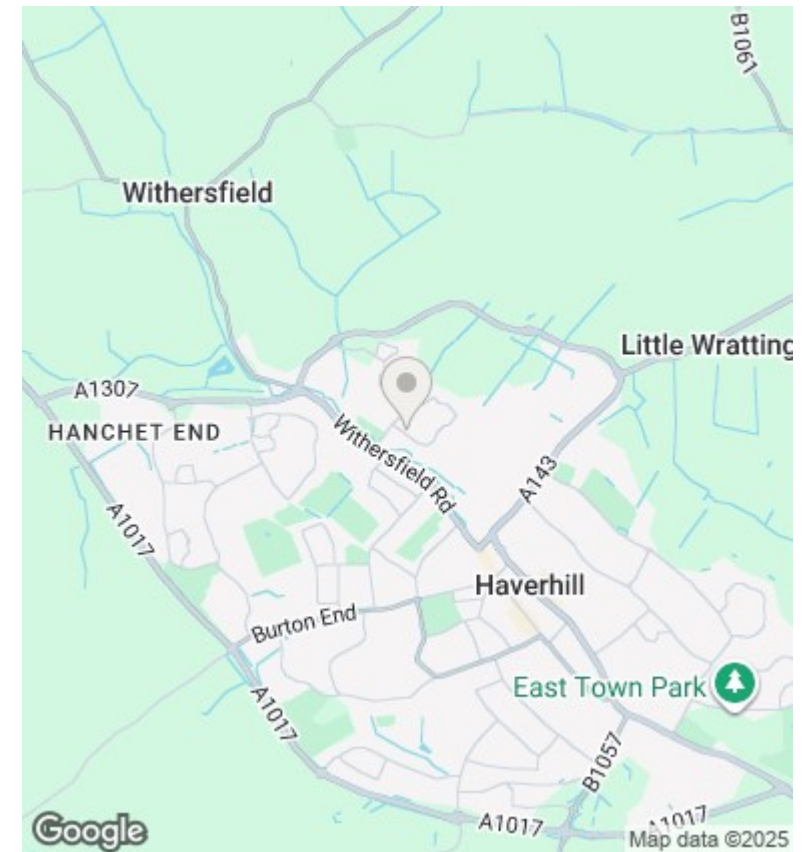 B1061
Withersfield
Little Wratting
A1307
HANCHET END
Withersfield Rd
A143
A1017
Haverhill
Burton End
East Town Park
A1017
B1057
A1017
A1017
Google
Map data ©2025